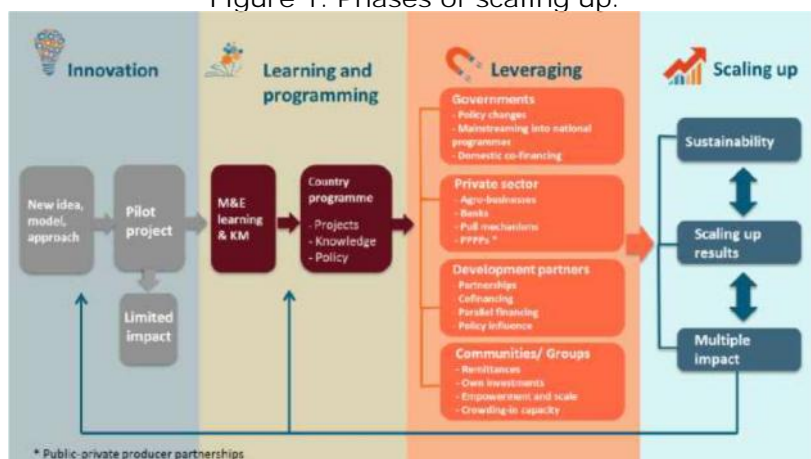 Figure 1. Phases of scaling up.
Innovation
Learning and
programming
Leveraging
Scaling up
New idea,
model,
approach
Pilot
project
Limited
impact
M&E
learning
& KM
Country
programme
- Projects
- Knowledge
- Policy
Governments
- Policy changes
- Mainstreaming into national
programmes
- Domestic co-financing
Private sector
- Agro-businesses
- Banks
- Pull mechanisms
- PPPPs *
Development partners
- Partnerships
- Cofinancing
- Parallel financing
- Policy influence
Communities/ Groups
- Remittances
- Own investments
- Empowerment and scale
- Crowding-in capacity
Sustainability
Scaling up
results
Multiple
impact
* Public-private producer partnerships